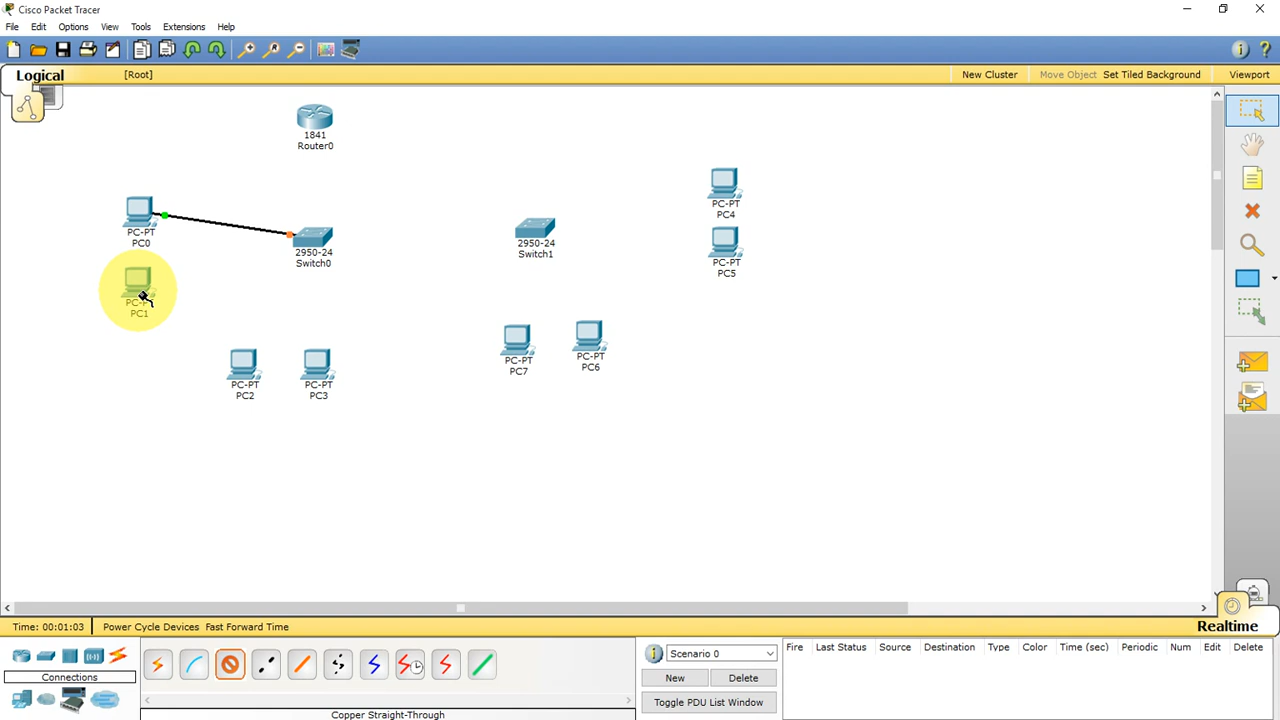 Cisco Packet Tracer
File Edit Options View Tools Extensions Help
Logical [Root] New Cluster Move Object Set Tiled Background Viewport
1841
Router0
PC-PT
PC0
2950-24
Switch0
PC-PT
PC1
2950-24
Switch1
PC-PT
PC4
PC-PT
PC5
PC-PT
PC2
PC-PT
PC3
PC-PT
PC7
PC-PT
PC6
Time: 00:01:03 Power Cycle Devices Fast Forward Time
Realtime
Connections
Copper Straight-Through
Scenario 0
New Delete
Toggle PDU List Window
Fire Last Status Source Destination Type Color Time (sec) Periodic Num Edit Delete